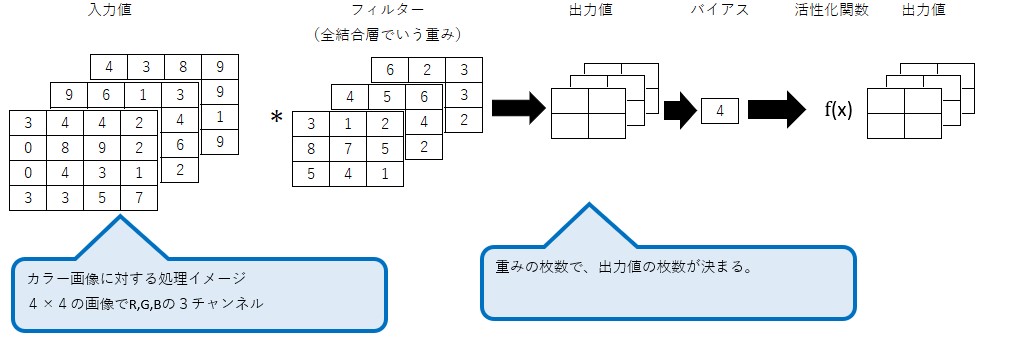 入力値 フィルター 出力値 バイアス 活性化関数 出力値
（全結合層でいう重み）
4 3 8 9
9
1
9
9 6 1 3
4
6
2
3 4 4 2
0 8 9 2
0 4 3 1
3 3 5 7
*
6 2 3
3
2
4 5 6
4
2
3 1 2
8 7 5
5 4 1
4
f(x)
カラー画像に対する処理イメージ
４×４の画像でR,G,Bの３チャンネル
重みの枚数で、出力値の枚数が決まる。